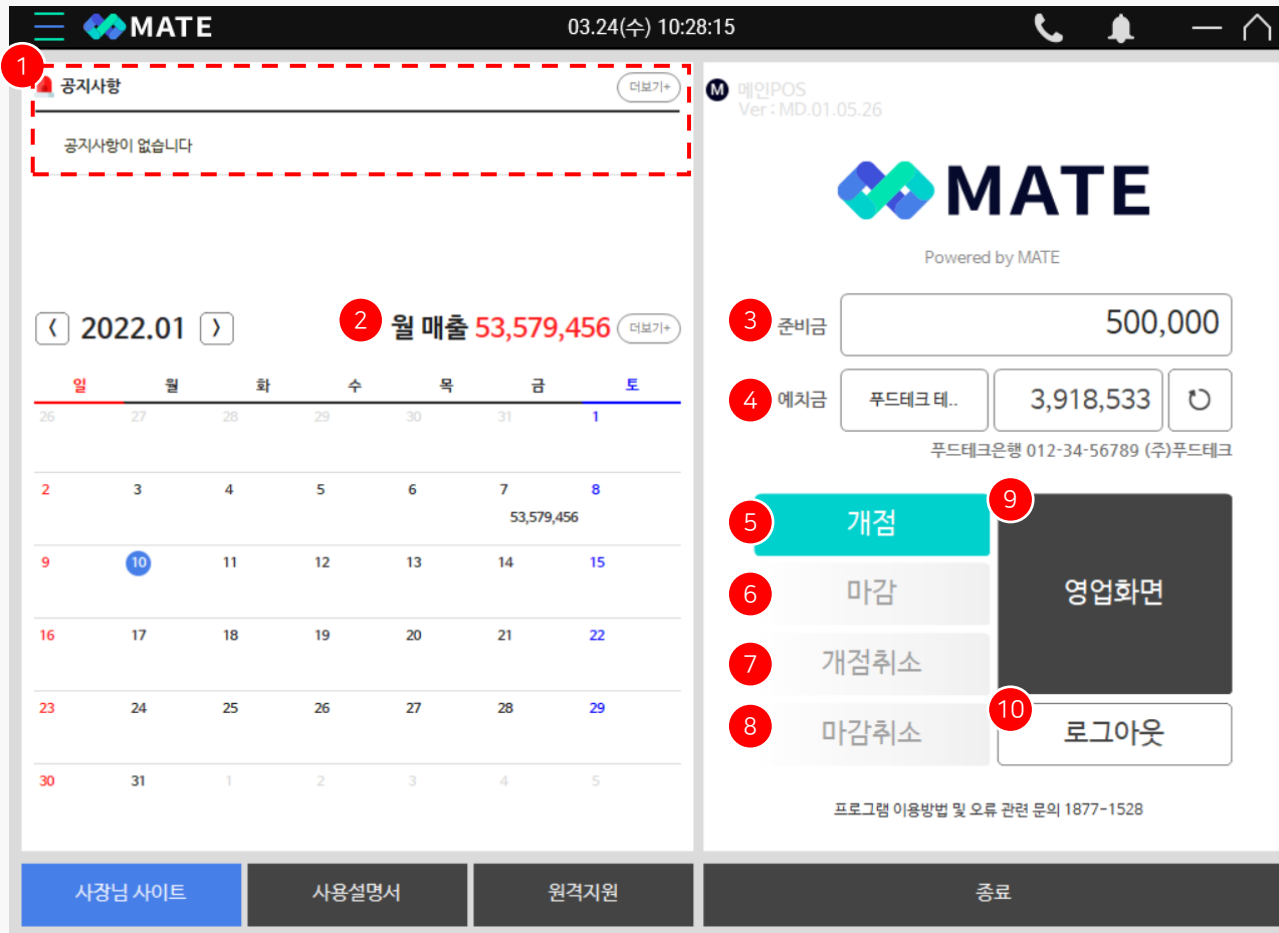 MATE 03.24(수) 10:28:15
1
공지사항 더보기+
공지사항이 없습니다
2022.01 2 월 매출 53,579,456 더보기+
일 월 화 수 목 금 토
26 27 28 29 30 31 1
2 3 4 5 6 7 8
53,579,456
9 10 11 12 13 14 15
16 17 18 19 20 21 22
23 24 25 26 27 28 29
30 31 1 2 3 4 5
M 메인POS
Ver : MD.01.05.26
MATE
Powered by MATE
3 준비금 500,000
4 예치금 푸드테크 테.. 3,918,533
푸드테크은행 012-34-56789 (주)푸드테크
5 개점
6 마감
7 개점취소
8 마감취소
9 영업화면
10 로그아웃
프로그램 이용방법 및 오류 관련 문의 1877-1528
사장님 사이트 사용설명서 원격지원 종료